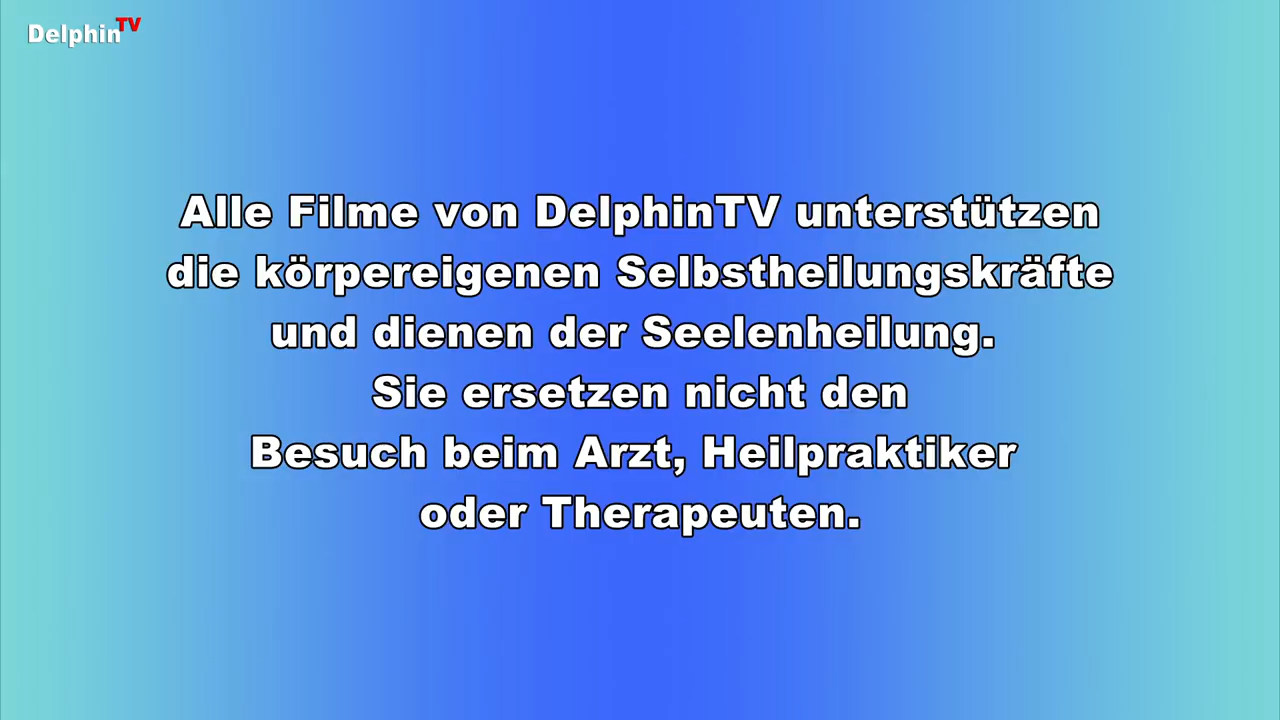 DelphinTV
Alle Filme von DelphinTV unterstützen
die körpereigenen Selbstheilungskräfte
und dienen der Seelenheilung.
Sie ersetzen nicht den
Besuch beim Arzt, Heilpraktiker
oder Therapeuten.